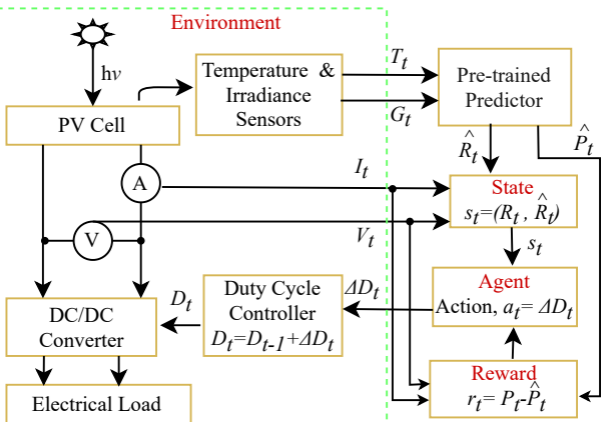 Environment
hv
Temperature &
Irradiance
Sensors
T_t
G_t
Pre-trained
Predictor
PV Cell
R̂_t
P̂_t
A
I_t
State
s_t=(R_t , R̂_t)
V
V_t
s_t
D_t
Duty Cycle
Controller
D_t=D_{t-1}+ΔD_t
ΔD_t
Agent
Action, a_t= ΔD_t
DC/DC
Converter
Reward
r_t= P_t-P̂_t
Electrical Load